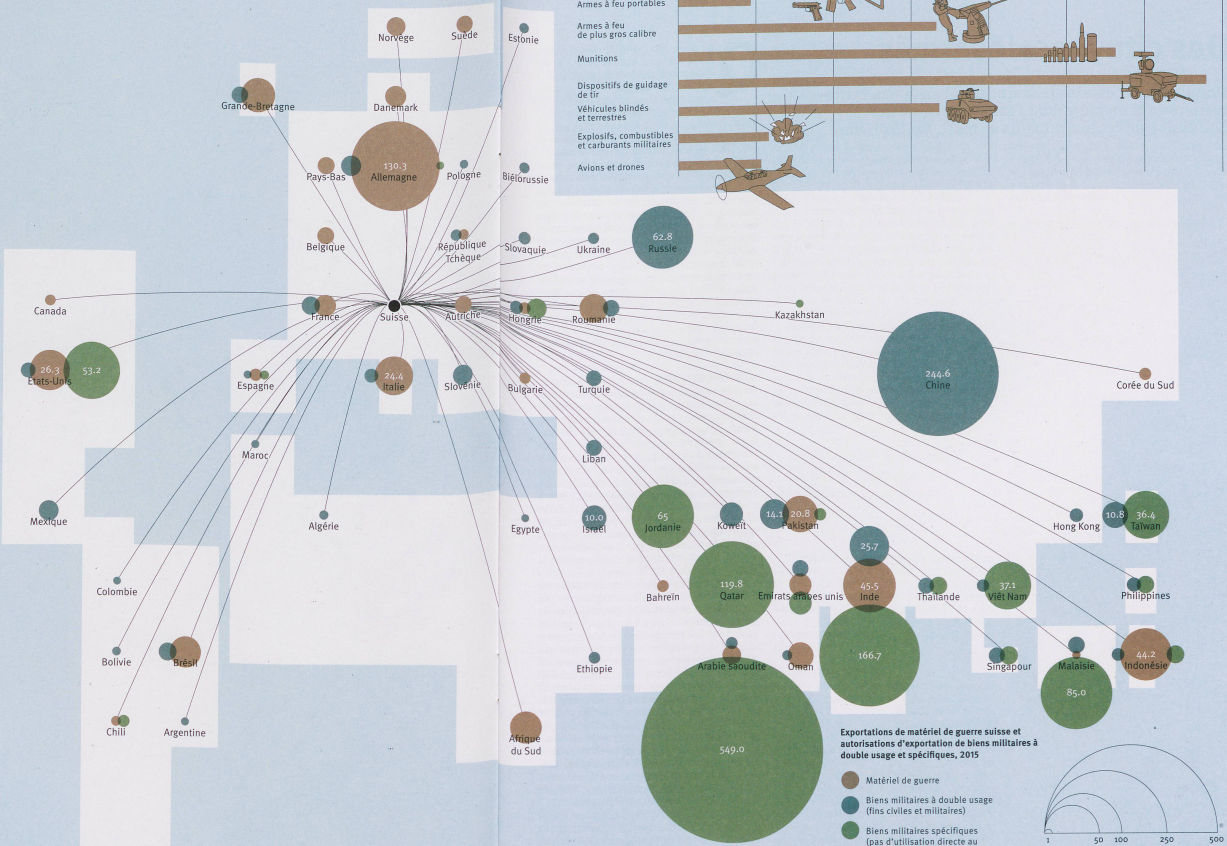 Armes à feu portables
Armes à feu
de plus gros calibre
Munitions
Dispositifs de guidage
de tir
Véhicules blindés
et terrestres
Explosifs, combustibles
et carburants militaires
Avions et drones
Norvège
Suède
Estonie
Grande-Bretagne
Danemark
Pays-Bas
130.3
Allemagne
Pologne
Biélorussie
Belgique
République
Tchèque
Slovaquie
Ukraine
62.8
Russie
Canada
France
Suisse
Autriche
Hongrie
Roumanie
Kazakhstan
26.3
53.2
États-Unis
Espagne
24.4
Italie
Slovénie
Bulgarie
Turquie
244.6
Chine
Corée du Sud
Maroc
Liban
Mexique
Algérie
Egypte
10.0
Israël
65
Jordanie
Koweït
14.1
20.8
Pakistan
Hong Kong
10.8
36.4
Taïwan
25.7
Colombie
Bahreïn
119.8
Qatar
Emirats arabes unis
45.5
Inde
Thaïlande
37.1
Viêt Nam
Philippines
Bolivie
Brésil
Ethiopie
Arabie saoudite
Oman
166.7
Singapour
Malaisie
44.2
Indonésie
85.0
Chili
Argentine
Afrique
du Sud
549.0
Exportations de matériel de guerre suisse et
autorisations d'exportation de biens militaires à
double usage et spécifiques, 2015
Matériel de guerre
Biens militaires à double usage
(fins civiles et militaires)
Biens militaires spécifiques
(pas d'utilisation directe au
1 50 100 250 500